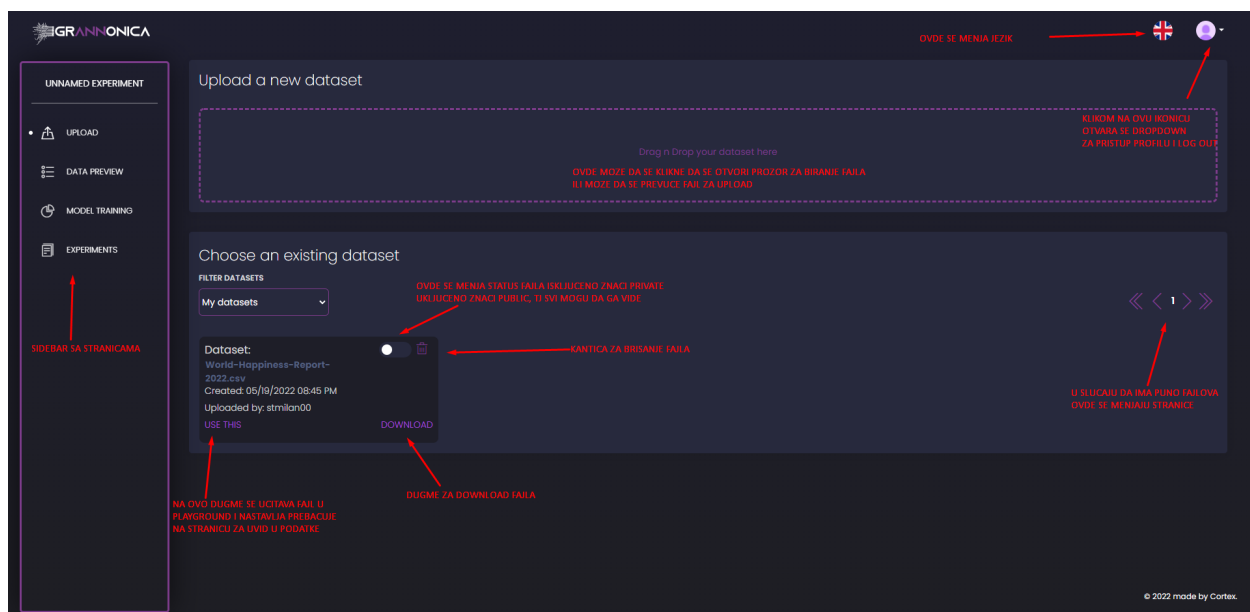 IGRANNONICA
OVDE SE MENJA JEZIK
UNNAMED EXPERIMENT
UPLOAD
DATA PREVIEW
MODEL TRAINING
EXPERIMENTS
SIDEBAR SA STRANICAMA
Upload a new dataset
KLIKOM NA OVU IKONICU
OTVARA SE DROPDOWN
ZA PRISTUP PROFILU I LOG OUT
Drag n Drop your dataset here
OVDE MOZE DA SE KLIKNE DA SE OTVORI PROZOR ZA BIRANJE FAJLA
ILI MOZE DA SE PREVUCE FAJL ZA UPLOAD
Choose an existing dataset
FILTER DATASETS
My datasets
OVDE SE MENJA STATUS FAJLA ISKLJUCENO ZNACI PRIVATE
UKLJUCENO ZNACI PUBLIC, TJ SVI MOGU DA GA VIDE
1
Dataset:
World-Happiness-Report-
2022.csv
Created: 05/19/2022 08:45 PM
Uploaded by: stmilan00
USE THIS
DOWNLOAD
KANTICA ZA BRISANJE FAJLA
U SLUCAJU DA IMA PUNO FAJLOVA
OVDE SE MENJAJU STRANICE
DUGME ZA DOWNLOAD FAJLA
NA OVO DUGME SE UCITAVA FAJL U
PLAYGROUND I NASTAVLJA PREBACUJE
NA STRANICU ZA UVID U PODATKE
© 2022 made by Cortex.